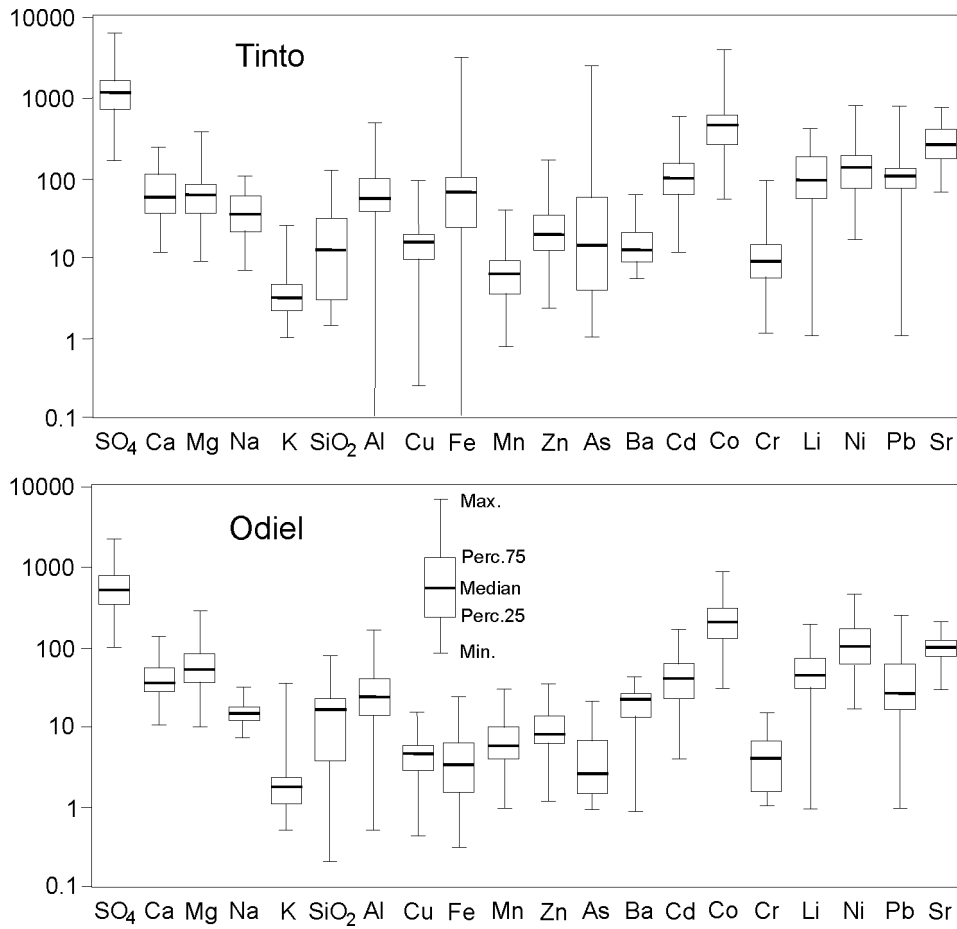 10000
Tinto
1000
100
10
1
0.1
SO4 Ca Mg Na K SiO2 Al Cu Fe Mn Zn As Ba Cd Co Cr Li Ni Pb Sr
10000
Max.
Odiel
Perc.75
1000
Median
Perc.25
100
Min.
10
1
0.1
SO4 Ca Mg Na K SiO2 Al Cu Fe Mn Zn As Ba Cd Co Cr Li Ni Pb Sr